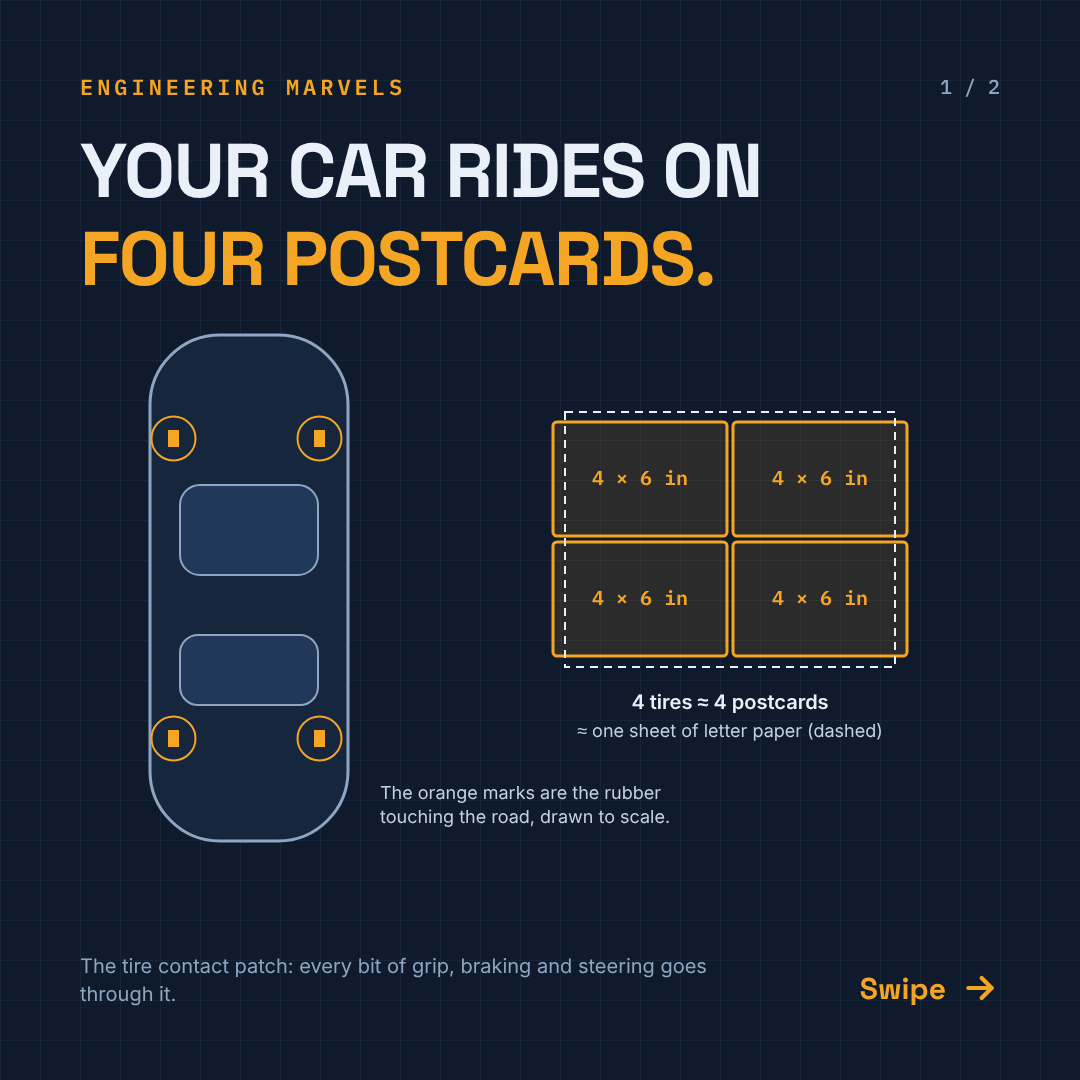 ENGINEERING MARVELS
1 / 2
YOUR CAR RIDES ON
FOUR POSTCARDS.
4 × 6 in
4 × 6 in
4 × 6 in
4 × 6 in
4 tires ≈ 4 postcards
≈ one sheet of letter paper (dashed)
The orange marks are the rubber
touching the road, drawn to scale.
The tire contact patch: every bit of grip, braking and steering goes
through it.
Swipe →